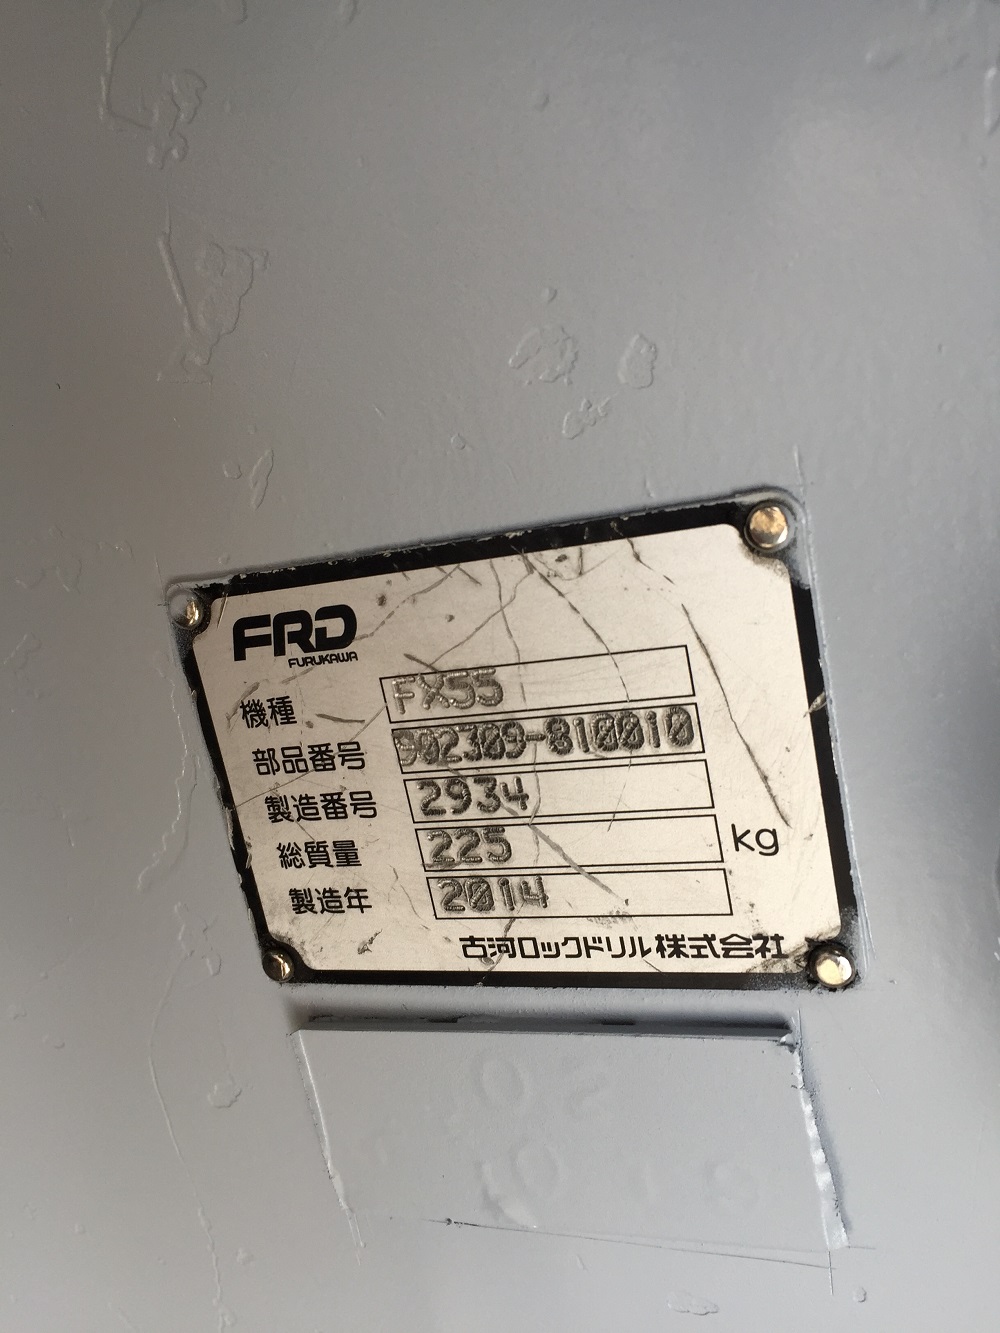 FRD
FURUKAWA
機種 FX55
部品番号 902309-810010
製造番号 2934
総質量 225 kg
製造年 2014
古河ロックドリル株式会社